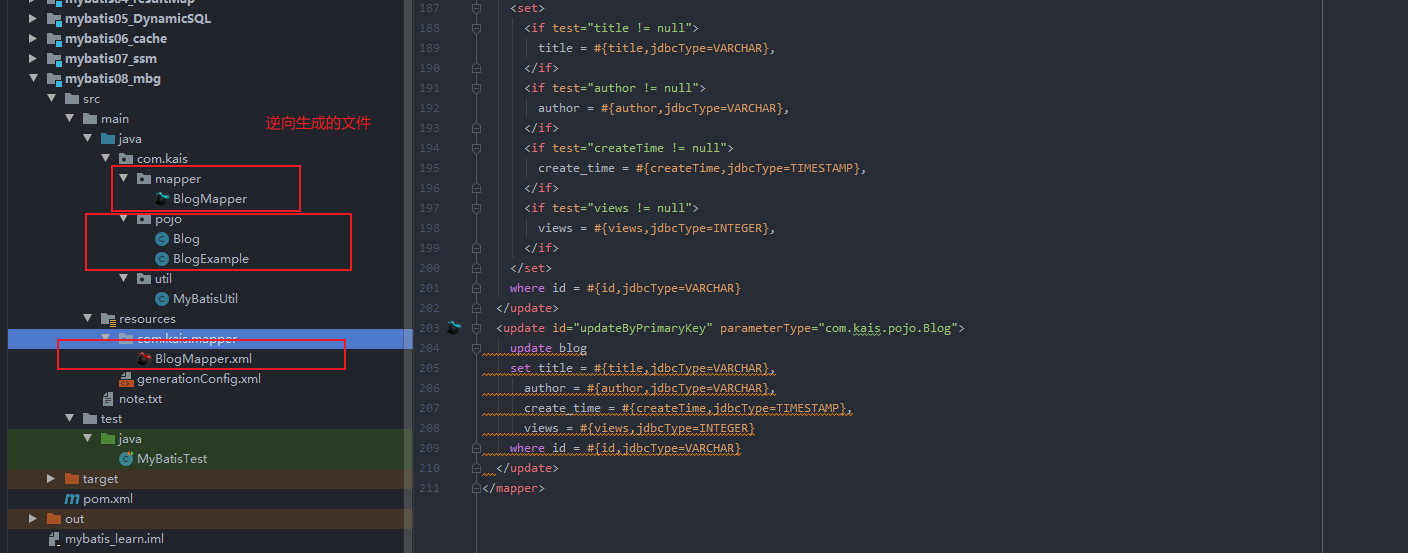 mybatis04_resultMap
mybatis05_DynamicSQL
mybatis06_cache
mybatis07_ssm
mybatis08_mbg
src
main
逆向生成的文件
java
com.kais
mapper
BlogMapper
pojo
Blog
BlogExample
util
MyBatisUtil
resources
com.kais.mapper
BlogMapper.xml
generationConfig.xml
note.txt
test
java
MyBatisTest
target
pom.xml
out
mybatis_learn.iml
187 <set>
188 <if test="title != null">
189 title = #{title,jdbcType=VARCHAR},
190 </if>
191 <if test="author != null">
192 author = #{author,jdbcType=VARCHAR},
193 </if>
194 <if test="createTime != null">
195 create_time = #{createTime,jdbcType=TIMESTAMP},
196 </if>
197 <if test="views != null">
198 views = #{views,jdbcType=INTEGER},
199 </if>
200 </set>
201 where id = #{id,jdbcType=VARCHAR}
202 </update>
203 <update id="updateByPrimaryKey" parameterType="com.kais.pojo.Blog">
204 update blog
205 set title = #{title,jdbcType=VARCHAR},
206 author = #{author,jdbcType=VARCHAR},
207 create_time = #{createTime,jdbcType=TIMESTAMP},
208 views = #{views,jdbcType=INTEGER}
209 where id = #{id,jdbcType=VARCHAR}
210 </update>
211 </mapper>